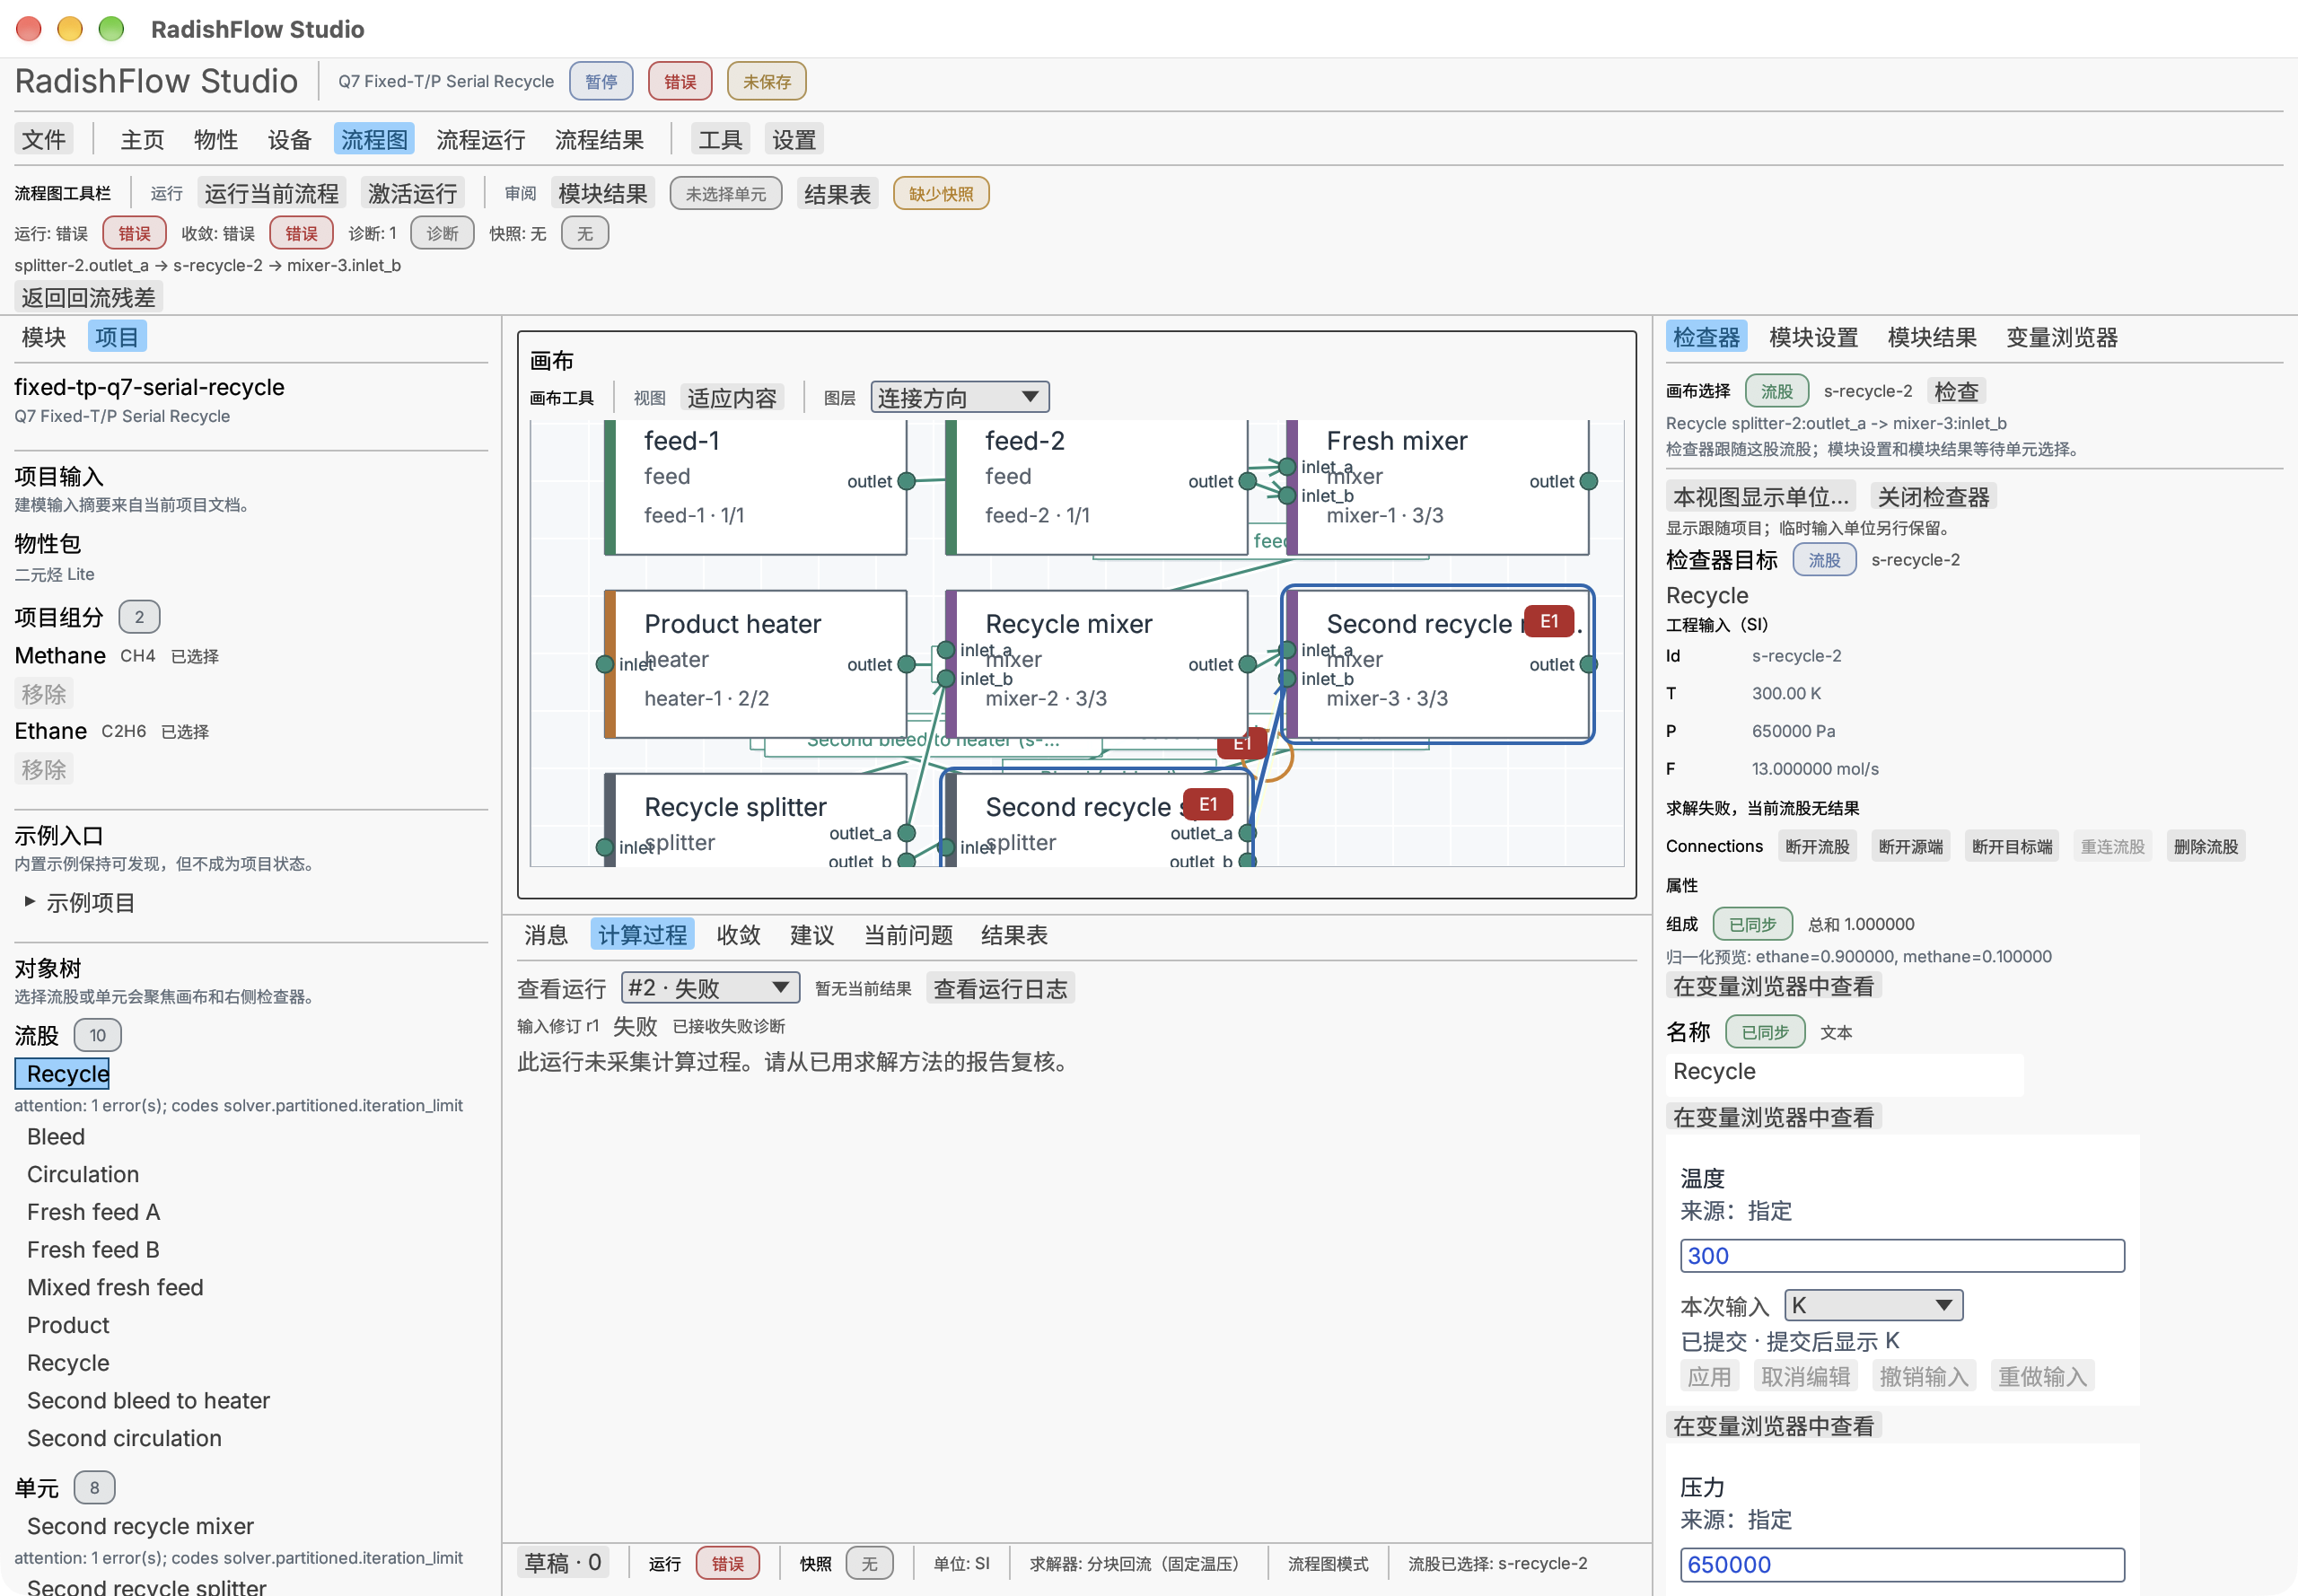 RadishFlow Studio
RadishFlow Studio Q7 Fixed-T/P Serial Recycle 暂停 错误 未保存
文件 主页 物性 设备 流程图 流程运行 流程结果 工具 设置
流程图工具栏 运行 运行当前流程 激活运行 审阅 模块结果 未选择单元 结果表 缺少快照
运行: 错误 错误 收敛: 错误 错误 诊断: 1 诊断 快照: 无 无
splitter-2.outlet_a → s-recycle-2 → mixer-3.inlet_b
返回回流残差
模块 项目
fixed-tp-q7-serial-recycle
Q7 Fixed-T/P Serial Recycle
项目输入
建模输入摘要来自当前项目文档。
物性包
二元烃 Lite
项目组分 2
Methane CH4 已选择
移除
Ethane C2H6 已选择
移除
示例入口
内置示例保持可发现，但不成为项目状态。
示例项目
对象树
选择流股或单元会聚焦画布和右侧检查器。
流股 10
Recycle
attention: 1 error(s); codes solver.partitioned.iteration_limit
Bleed
Circulation
Fresh feed A
Fresh feed B
Mixed fresh feed
Product
Recycle
Second bleed to heater
Second circulation
单元 8
Second recycle mixer
attention: 1 error(s); codes solver.partitioned.iteration_limit
Second recycle splitter
画布
画布工具 视图 适应内容 图层 连接方向
feed-1
feed
outlet
feed-1 · 1/1
feed-2
feed
outlet
feed-2 · 1/1
Fresh mixer
inlet_a
mixer
inlet_b
outlet
mixer-1 · 3/3
feed
Product heater
heater
inlet
outlet
heater-1 · 2/2
Recycle mixer
inlet_a
mixer
inlet_b
outlet
mixer-2 · 3/3
Second recycle
E1
inlet_a
mixer
inlet_b
outlet
mixer-3 · 3/3
Second bleed to heater (s-...
E1
Recycle splitter
splitter
inlet
outlet_a
outlet_b
Second recycle
E1
splitter
inlet
outlet_a
outlet_b
消息 计算过程 收敛 建议 当前问题 结果表
查看运行 #2 · 失败 暂无当前结果 查看运行日志
输入修订 r1 失败 已接收失败诊断
此运行未采集计算过程。请从已用求解方法的报告复核。
草稿 · 0 运行 错误 快照 无 单位: SI 求解器: 分块回流（固定温压） 流程图模式 流股已选择: s-recycle-2
检查器 模块设置 模块结果 变量浏览器
画布选择 流股 s-recycle-2 检查
Recycle splitter-2:outlet_a -> mixer-3:inlet_b
检查器跟随这股流股；模块设置和模块结果等待单元选择。
本视图显示单位... 关闭检查器
显示跟随项目；临时输入单位另行保留。
检查器目标 流股 s-recycle-2
Recycle
工程输入（SI）
Id s-recycle-2
T 300.00 K
P 650000 Pa
F 13.000000 mol/s
求解失败，当前流股无结果
Connections 断开流股 断开源端 断开目标端 重连流股 删除流股
属性
组成 已同步 总和 1.000000
归一化预览: ethane=0.900000, methane=0.100000
在变量浏览器中查看
名称 已同步 文本
Recycle
在变量浏览器中查看
温度
来源：指定
300
本次输入 K
已提交 · 提交后显示 K
应用 取消编辑 撤销输入 重做输入
在变量浏览器中查看
压力
来源：指定
650000